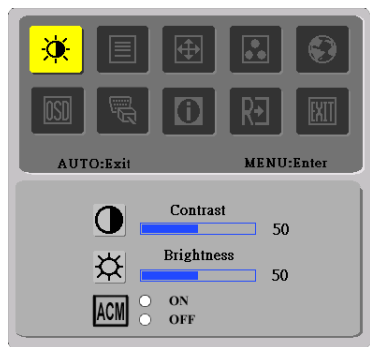 OSD
i
R
EXIT
AUTO:Exit MENU:Enter
Contrast
50
Brightness
50
ACM ON
OFF